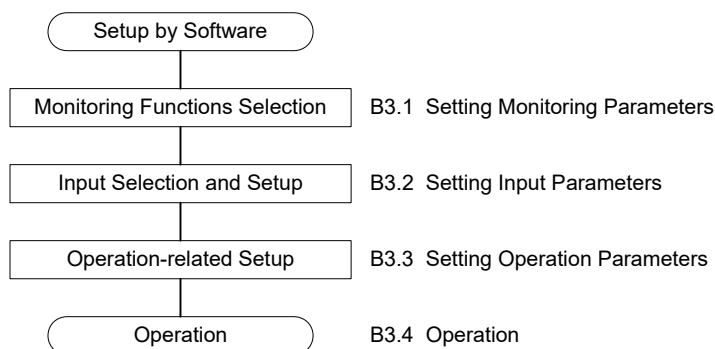 Setup by Software
Monitoring Functions Selection B3.1 Setting Monitoring Parameters
Input Selection and Setup B3.2 Setting Input Parameters
Operation-related Setup B3.3 Setting Operation Parameters
Operation B3.4 Operation